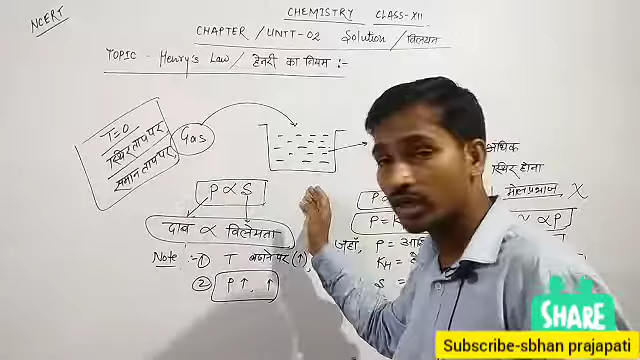 NCERT
CHEMISTRY CLASS-XII
CHAPTER / UNIT-02 Solution / विलयन
TOPIC - Henry's Law / हेनरी का नियम :-
T=0
स्थिर ताप पर
समान ताप पर
Gas
अधिक
स्थिर होना
P ∝ S
दाब ∝ विलेयता
मोलप्रभाज, X
P=K
∝ P
जहाँ, P =
KH =
S =
Note :- ① T बढ़ाने पर (↑),
② P ↑, ↑
SHARE
Subscribe-sbhan prajapati